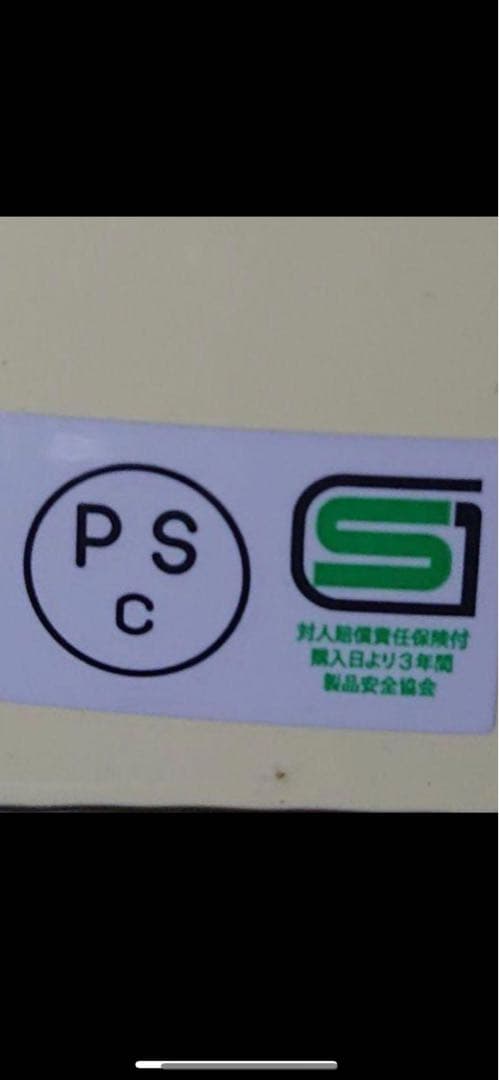 P S
C
SG
対人賠償責任保険付
購入日より3年間
製品安全協会